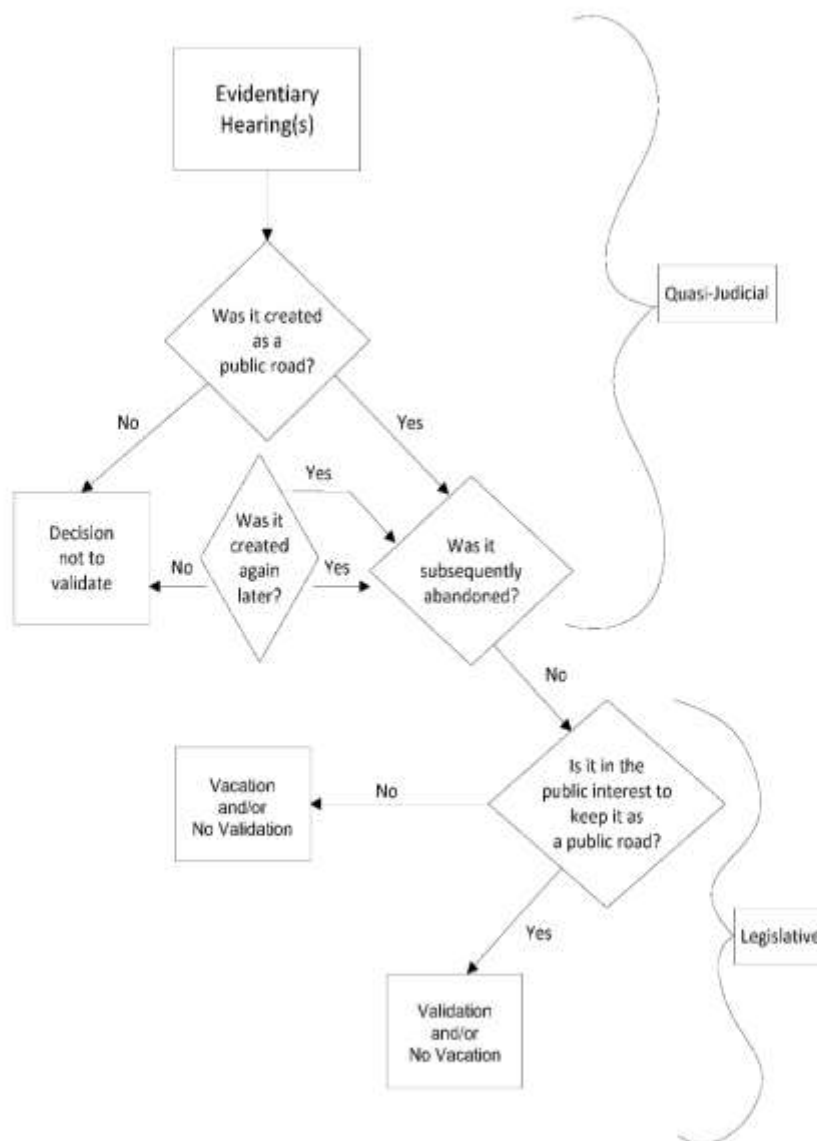 Evidentiary
Hearing(s)
Quasi-Judicial
Was it created
as a
public road?
No
Yes
Yes
Decision
not to
validate
No
Was it
created
again
later?
Yes
Was it
subsequently
abandoned?
No
Vacation
and/or
No Validation
No
Is it in the
public interest to
keep it as
a public road?
Yes
Legislative
Validation
and/or
No Vacation